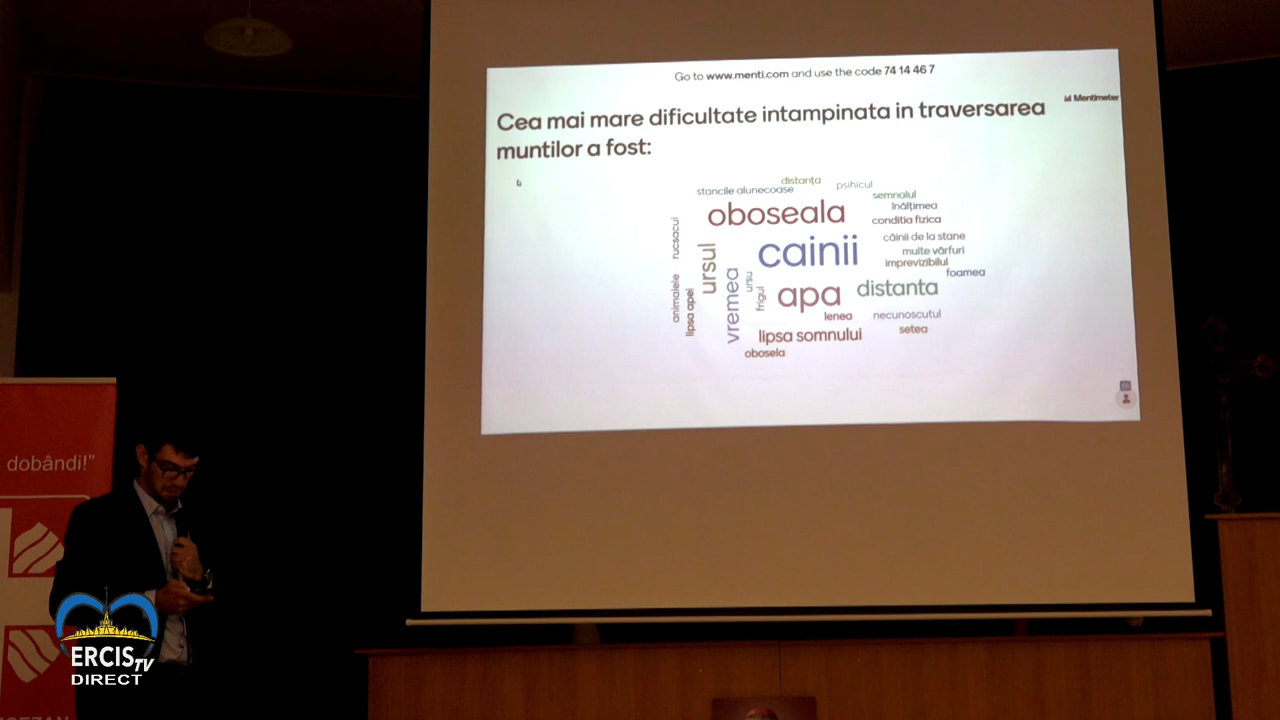 Go to www.menti.com and use the code 74 14 46 7
Mentimeter
Cea mai mare dificultate intampinata in traversarea
muntilor a fost:
distanța
psihicul
stancile alunecoase
semnalul
oboseala
înălțimea
conditia fizica
rucsacul
ursul
cainii
câinii de la stane
multe vârfuri
imprevizibilul
foamea
animalele
lipsa apei
vremea
ursu
frigul
apa
distanta
lenea
necunoscutul
setea
lipsa somnului
obosela
dobândi!”
ERCIS TV
DIRECT